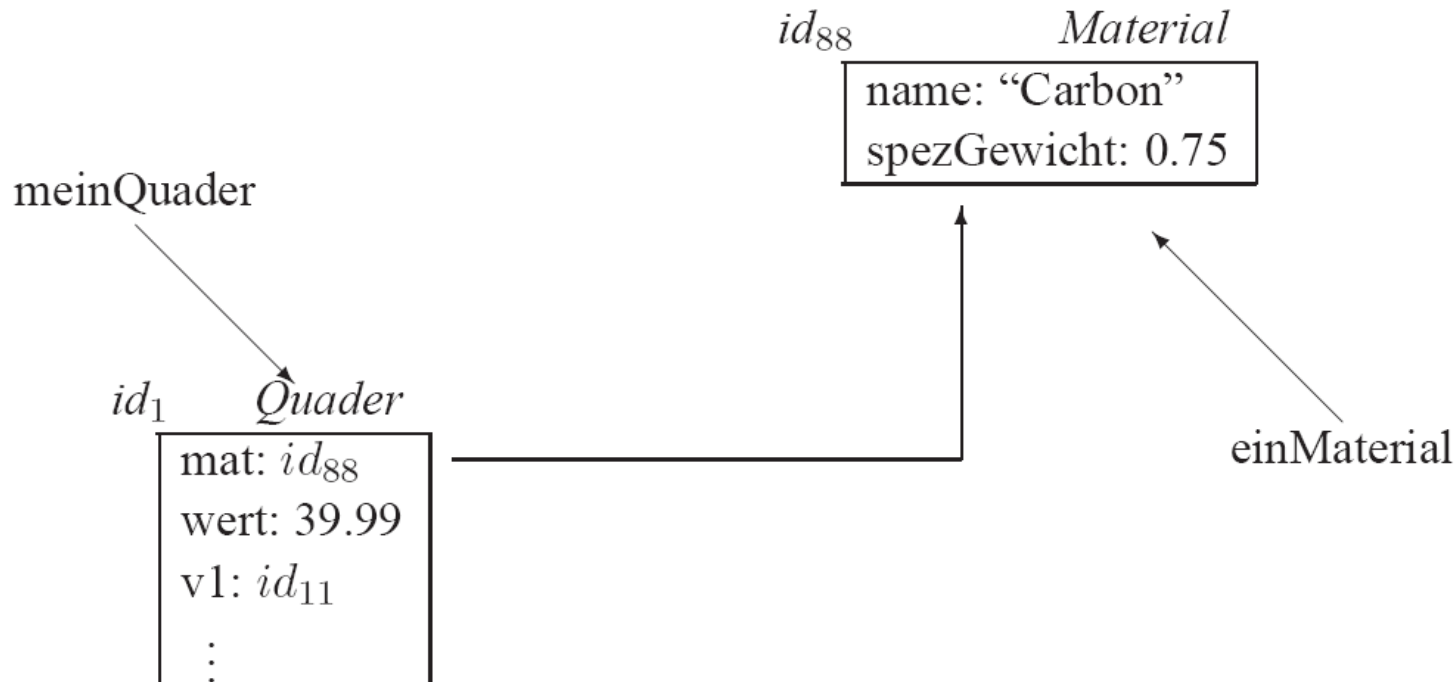 id₈₈ Material
name: “Carbon”
spezGewicht: 0.75
meinQuader
id₁ Quader
mat: id₈₈
wert: 39.99
v1: id₁₁
⋮
einMaterial